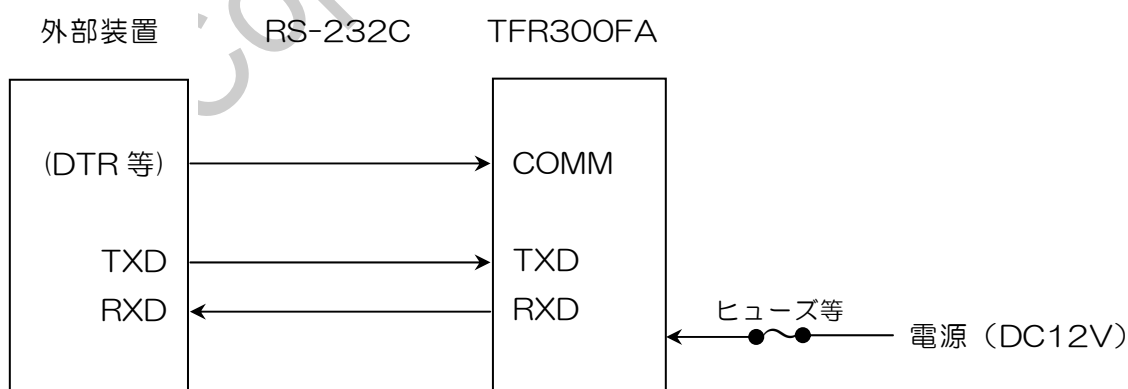 外部装置 RS-232C TFR300FA
(DTR 等) COMM
TXD TXD
RXD RXD
ヒューズ等
電源（DC12V）